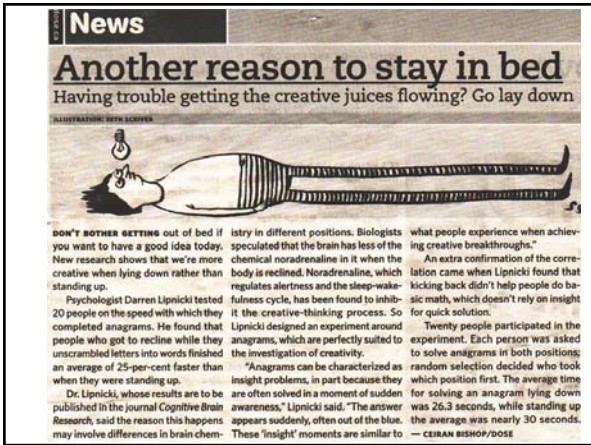 dose.ca
News
Another reason to stay in bed
Having trouble getting the creative juices flowing? Go lay down
ILLUSTRATION: SETH SCRIVER
DON'T BOTHER GETTING out of bed if
you want to have a good idea today.
New research shows that we're more
creative when lying down rather than
standing up.
Psychologist Darren Lipnicki tested
20 people on the speed with which they
completed anagrams. He found that
people who got to recline while they
unscrambled letters into words finished
an average of 25-per-cent faster than
when they were standing up.
Dr. Lipnicki, whose results are to be
published in the journal Cognitive Brain
Research, said the reason this happens
may involve differences in brain chem-
istry in different positions. Biologists
speculated that the brain has less of the
chemical noradrenaline in it when the
body is reclined. Noradrenaline, which
regulates alertness and the sleep-wake-
fulness cycle, has been found to inhib-
it the creative-thinking process. So
Lipnicki designed an experiment around
anagrams, which are perfectly suited to
the investigation of creativity.
"Anagrams can be characterized as
insight problems, in part because they
are often solved in a moment of sudden
awareness," Lipnicki said. "The answer
appears suddenly, often out of the blue.
These 'insight' moments are similar to
what people experience when achiev-
ing creative breakthroughs."
An extra confirmation of the corre-
lation came when Lipnicki found that
kicking back didn't help people do ba-
sic math, which doesn't rely on insight
for quick solution.
Twenty people participated in the
experiment. Each person was asked
to solve anagrams in both positions;
random selection decided who took
which position first. The average time
for solving an anagram lying down
was 26.3 seconds, while standing up
the average was nearly 30 seconds.
— CEIRAN BISHOP/DOSE